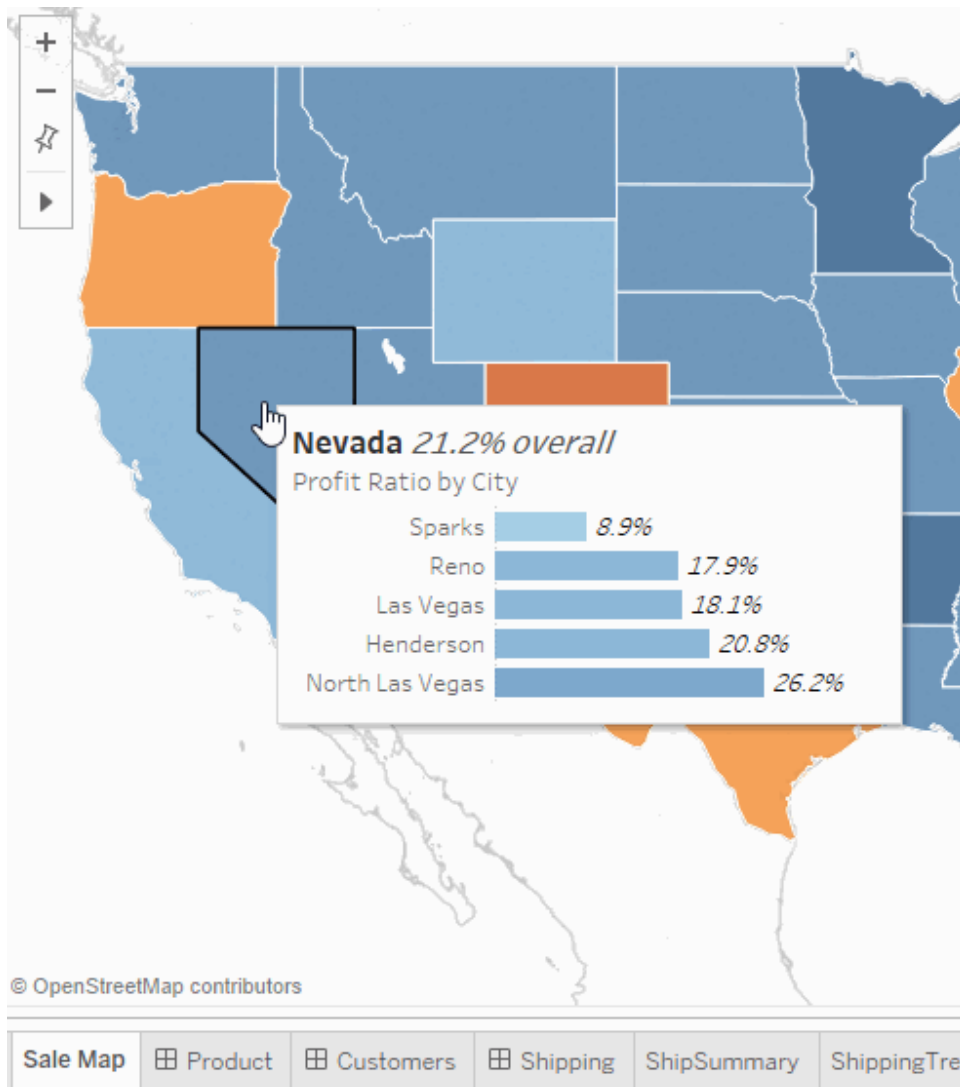 Nevada 21.2% overall
Profit Ratio by City
Sparks 8.9%
Reno 17.9%
Las Vegas 18.1%
Henderson 20.8%
North Las Vegas 26.2%
© OpenStreetMap contributors
Sale Map Product Customers Shipping ShipSummary ShippingTre